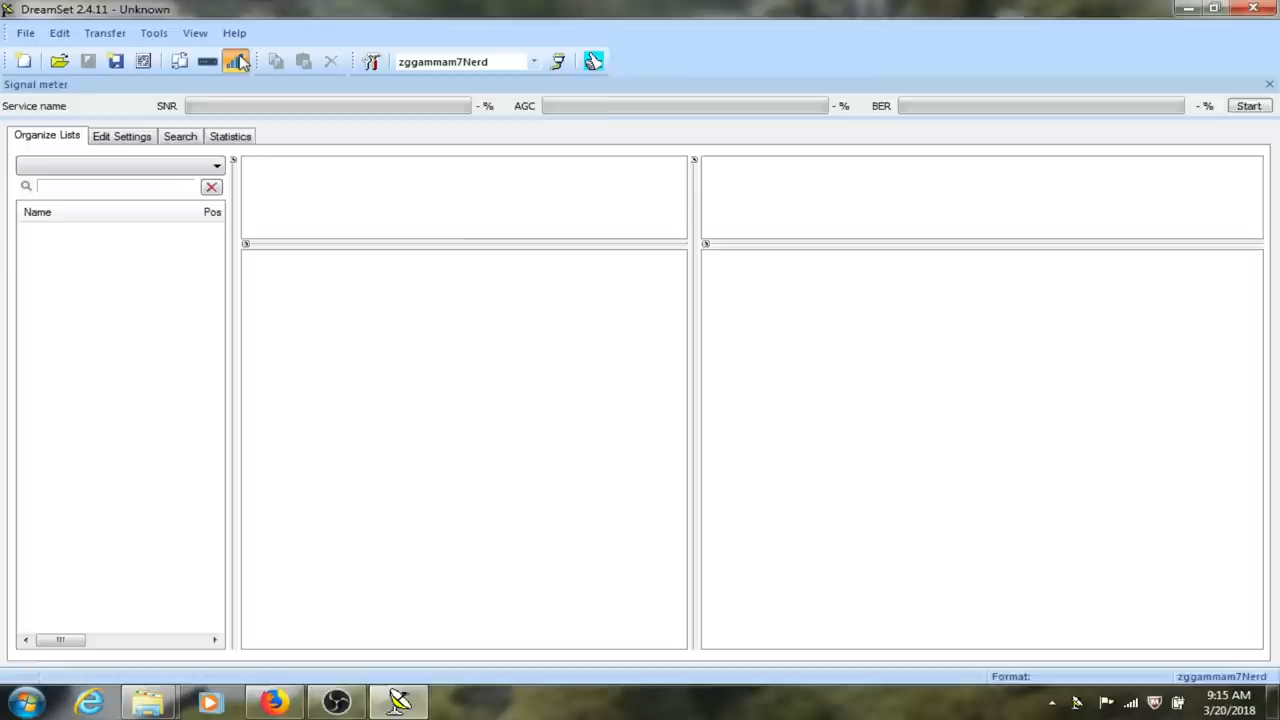 DreamSet 2.4.11 - Unknown
File Edit Transfer Tools View Help
zggammam7Nerd
Signal meter
Service name SNR - % AGC - % BER - % Start
Organize Lists Edit Settings Search Statistics
Name Pos
Format: zggammam7Nerd
9:15 AM
3/20/2018